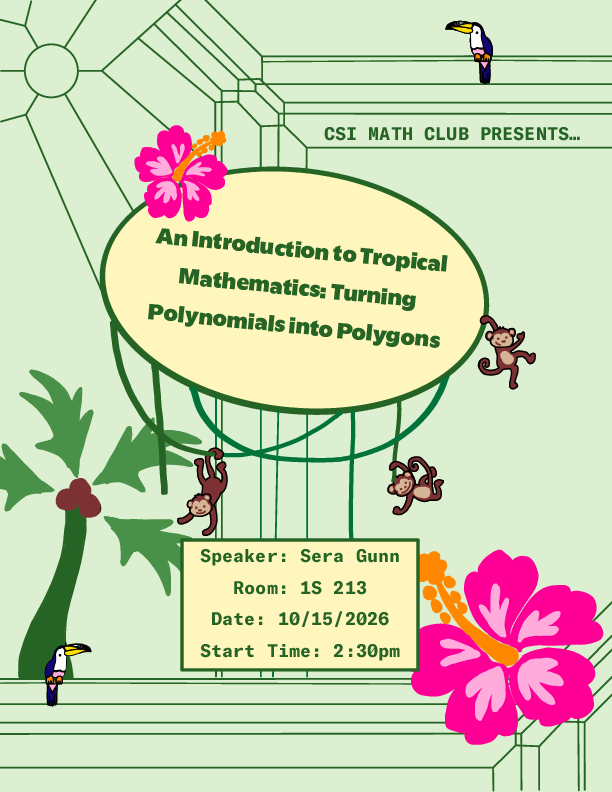 CSI MATH CLUB PRESENTS…
An Introduction to Tropical
Mathematics: Turning
Polynomials into Polygons
Speaker: Sera Gunn
Room: 1S 213
Date: 10/15/2026
Start Time: 2:30pm